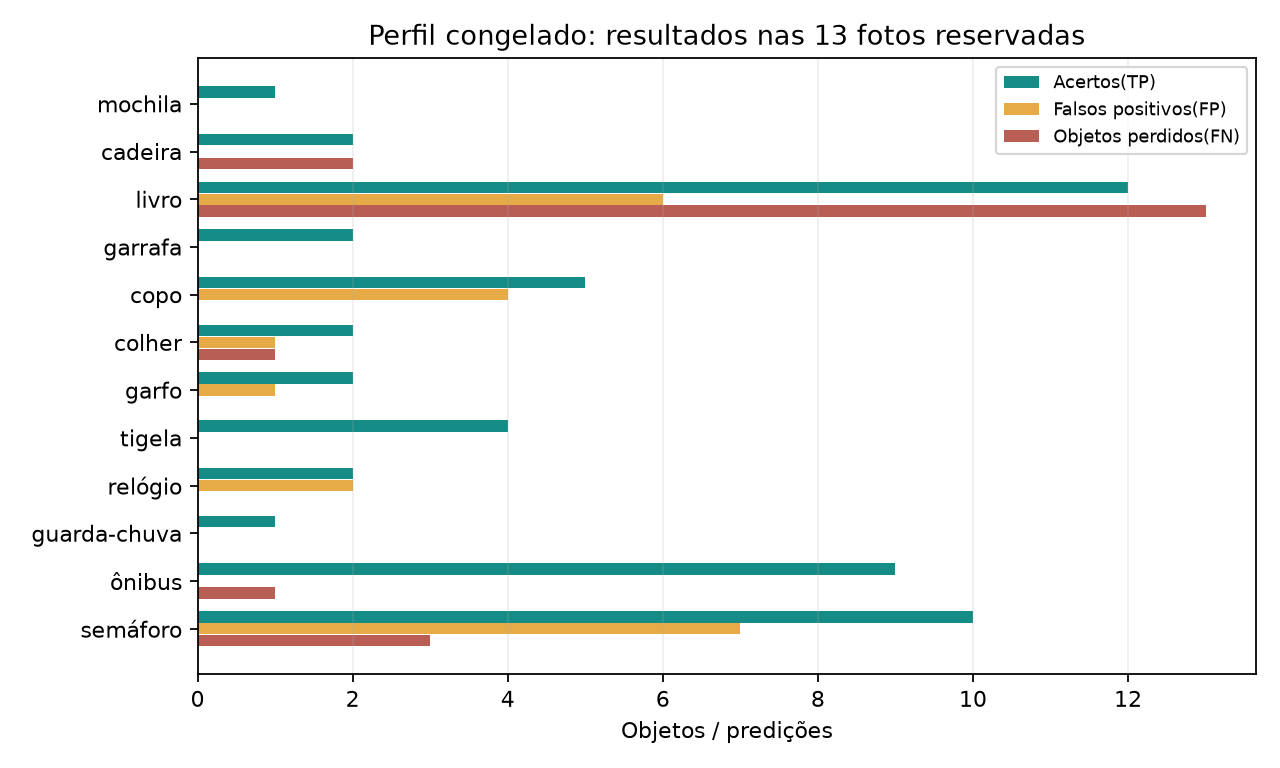 Perfil congelado: resultados nas 13 fotos reservadas
Acertos(TP)
Falsos positivos(FP)
Objetos perdidos(FN)
mochila
cadeira
livro
garrafa
copo
colher
garfo
tigela
relógio
guarda-chuva
ônibus
semáforo
0 2 4 6 8 10 12
Objetos / predições